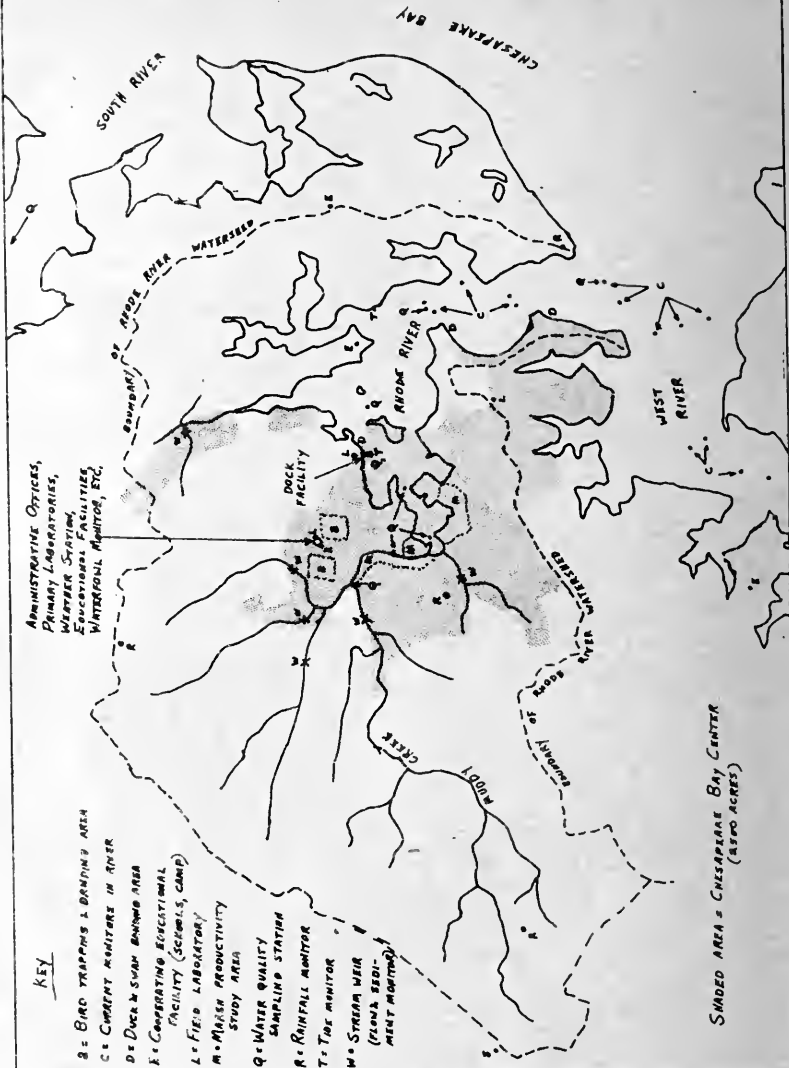 KEY
B = BIRD TRAPPING & BANDING AREA
C = CURRENT MONITORS IN RIVER
D = DUCK & SWAN BANDING AREA
E = COOPERATING EDUCATIONAL
FACILITY (SCHOOLS, CAMP)
L = FIELD LABORATORY
M = MARSH PRODUCTIVITY
STUDY AREA
Q = WATER QUALITY
SAMPLING STATION
R = RAINFALL MONITOR
T = TIDE MONITOR
W = STREAM WEIR
(FLOW & SEDI-
MENT MONITOR)
ADMINISTRATIVE OFFICES,
PRIMARY LABORATORIES,
WEATHER STATION,
EDUCATIONAL FACILITIES,
WATERFOWL MONITOR, ETC.
BOUNDARY OF RHODE RIVER WATERSHED
SOUTH RIVER
CHESAPEAKE BAY
DOCK
FACILITY
RHODE RIVER
WEST
RIVER
MUDDY CREEK
BOUNDARY OF RHODE RIVER WATERSHED
SHADED AREA = CHESAPEAKE BAY CENTER
(2500 ACRES)
Q
E
R
R
W
E
T
Q
C
D
L
D
Q
D
Q
C
W
W
W
W
W
B
B
Q
Q
M
M
R
L
C
E
R
E
D